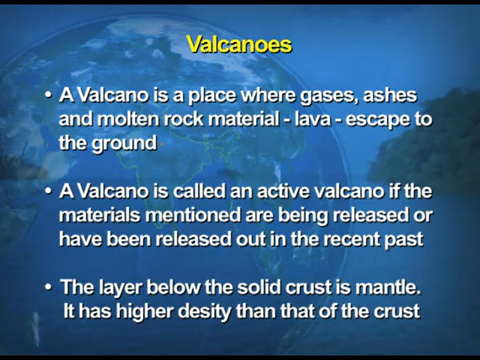 Valcanoes
• A Valcano is a place where gases, ashes
and molten rock material - lava - escape to
the ground
• A Valcano is called an active valcano if the
materials mentioned are being released or
have been released out in the recent past
• The layer below the solid crust is mantle.
It has higher desity than that of the crust